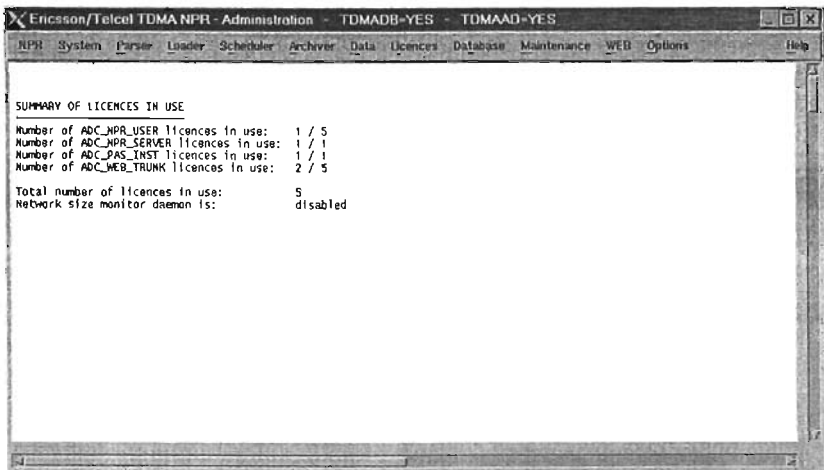 Ericsson/Telcel TDMA NPR - Administration - TDMADB=YES - TDMAAD=YES
NPR System Parser Loader Scheduler Archiver Data Licences Database Maintenance WEB Options Help
SUMMARY OF LICENCES IN USE
Number of ADC_NPR_USER licences in use: 1 / 5
Number of ADC_NPR_SERVER licences in use: 1 / 1
Number of ADC_PAS_INST licences in use: 1 / 1
Number of ADC_WEB_TRUNK licences in use: 2 / 5
Total number of licences in use: 5
Network size monitor daemon is: disabled